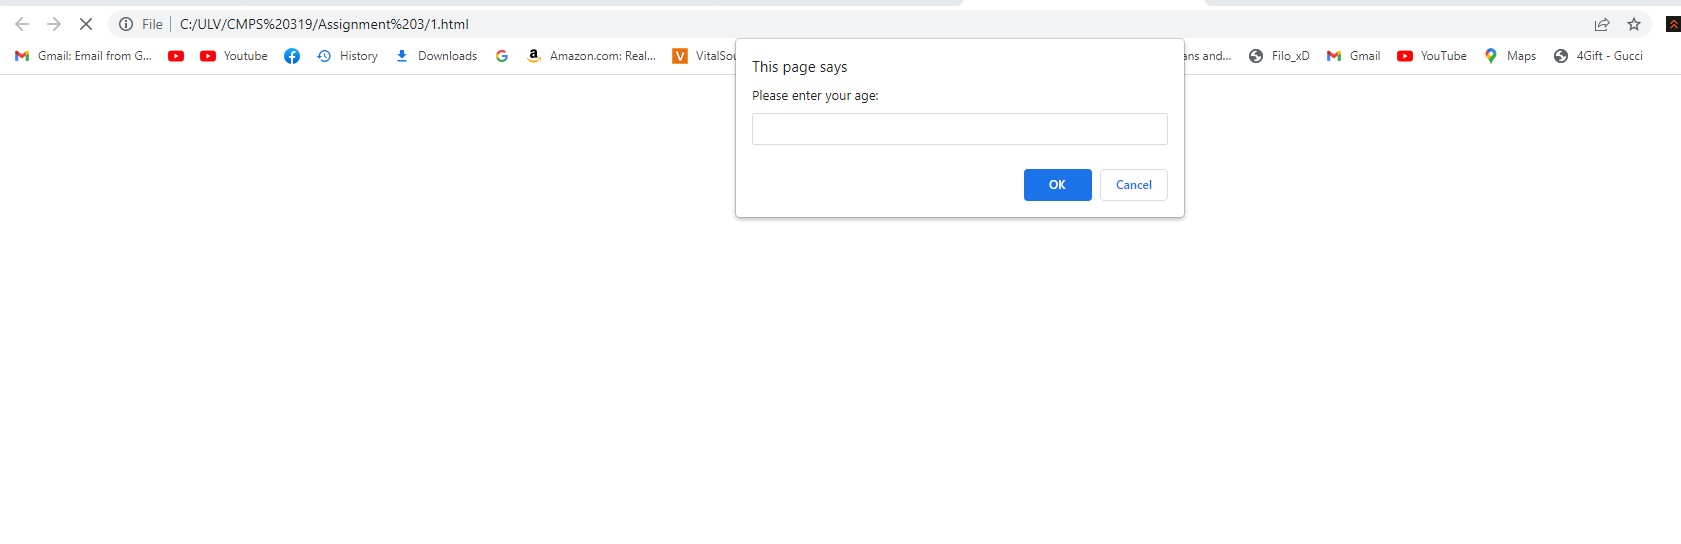 File C:/ULV/CMPS%20319/Assignment%203/1.html
Gmail: Email from G... Youtube History Downloads Amazon.com: Real... VitalSou ans and... Filo_xD Gmail YouTube Maps 4Gift - Gucci
This page says
Please enter your age:
OK Cancel